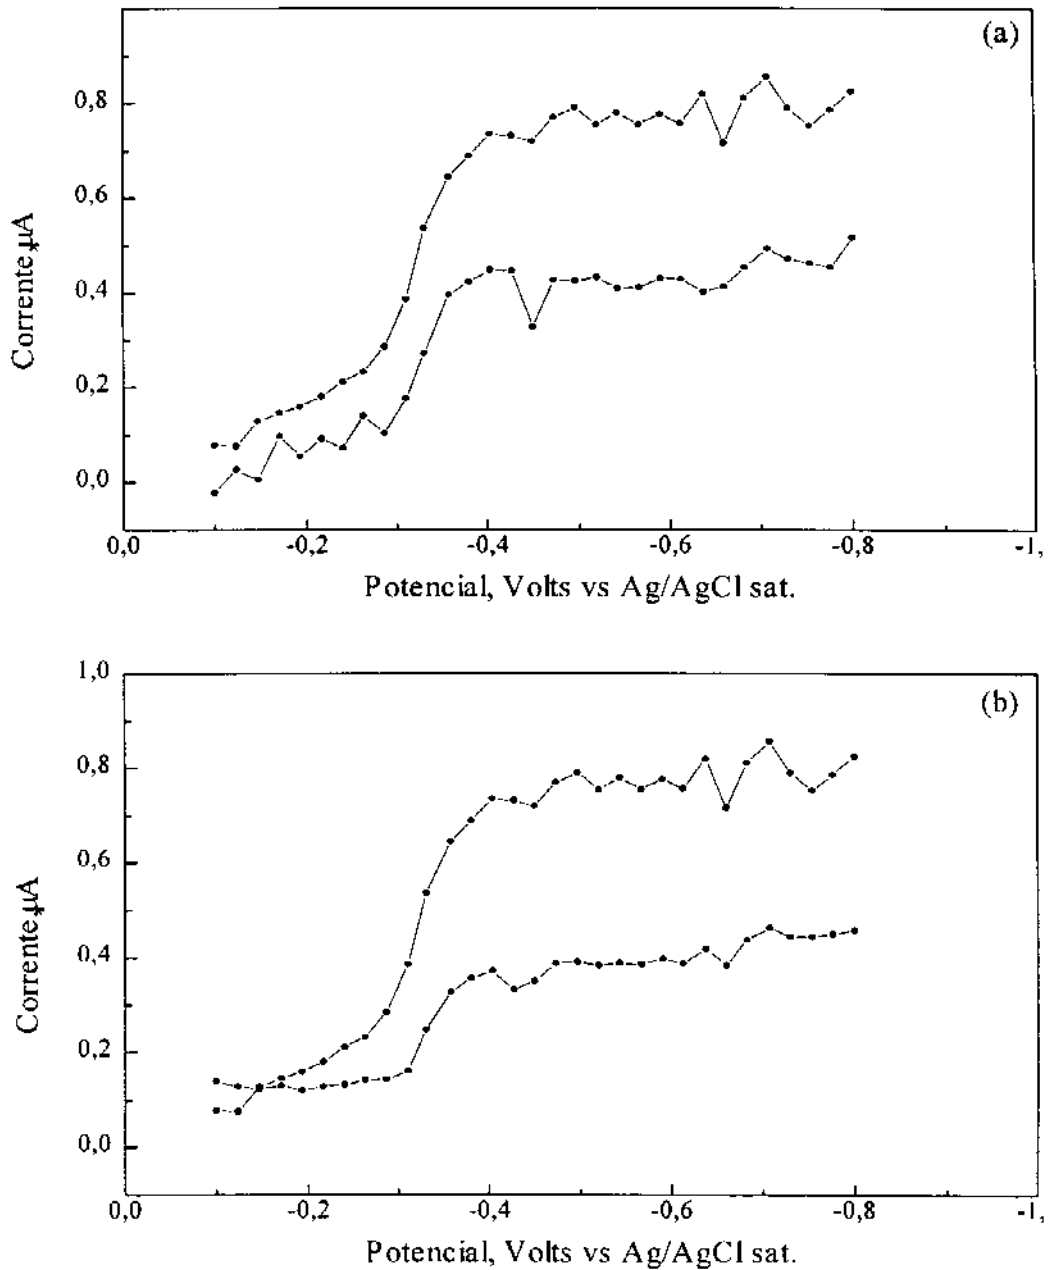 (a)
0,8
0,6
0,4
0,2
0,0
Corrente,µA
0,0 -0,2 -0,4 -0,6 -0,8 -1,
Potencial, Volts vs Ag/AgCl sat.
1,0
(b)
0,8
0,6
0,4
0,2
0,0
Corrente,µA
0,0 -0,2 -0,4 -0,6 -0,8 -1,
Potencial, Volts vs Ag/AgCl sat.